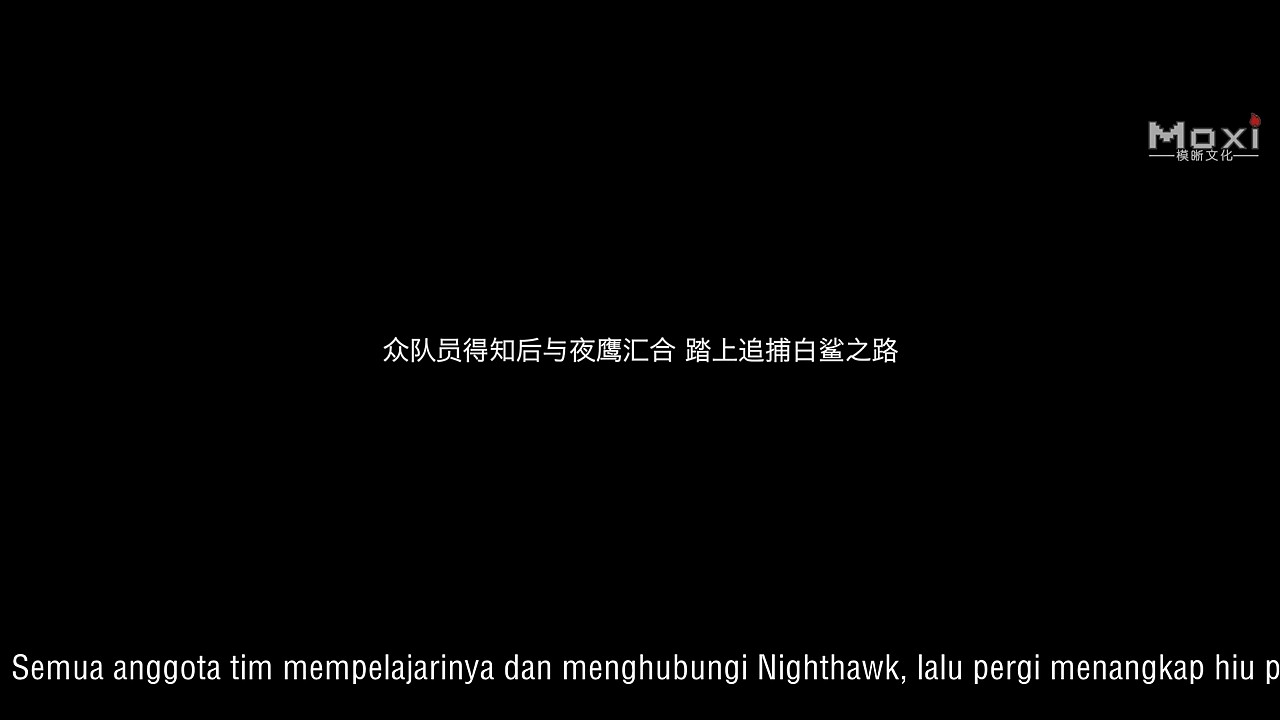 Moxi
模晰文化
众队员得知后与夜鹰汇合 踏上追捕白鲨之路
Semua anggota tim mempelajarinya dan menghubungi Nighthawk, lalu pergi menangkap hiu p